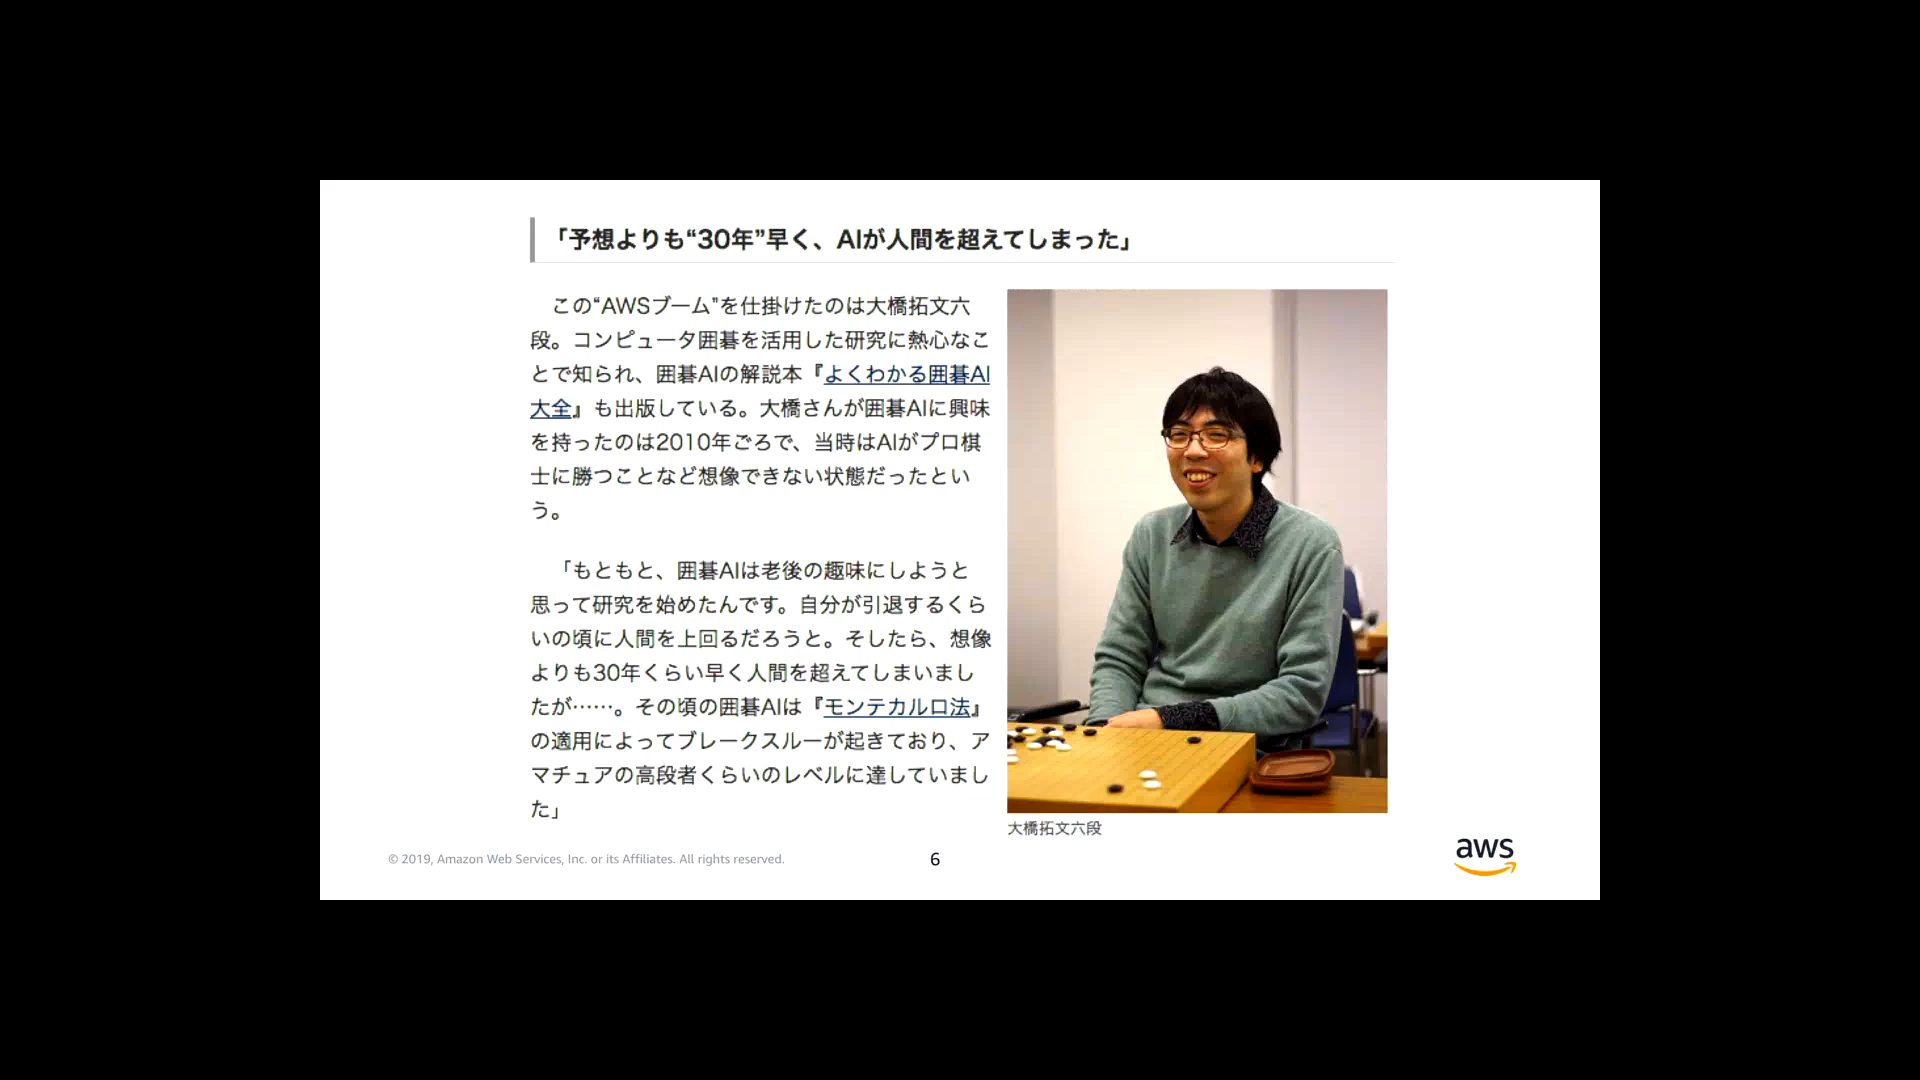 「予想よりも“30年”早く、AIが人間を超えてしまった」
この“AWSブーム”を仕掛けたのは大橋拓文六
段。コンピュータ囲碁を活用した研究に熱心なこ
とで知られ、囲碁AIの解説本『よくわかる囲碁AI
大全』も出版している。大橋さんが囲碁AIに興味
を持ったのは2010年ごろで、当時はAIがプロ棋
士に勝つことなど想像できない状態だったとい
う。
「もともと、囲碁AIは老後の趣味にしようと
思って研究を始めたんです。自分が引退するくら
いの頃に人間を上回るだろうと。そしたら、想像
よりも30年くらい早く人間を超えてしまいまし
たが……。その頃の囲碁AIは『モンテカルロ法』
の適用によってブレークスルーが起きており、ア
マチュアの高段者くらいのレベルに達していまし
た」
大橋拓文六段
© 2019, Amazon Web Services, Inc. or its Affiliates. All rights reserved.
6
aws